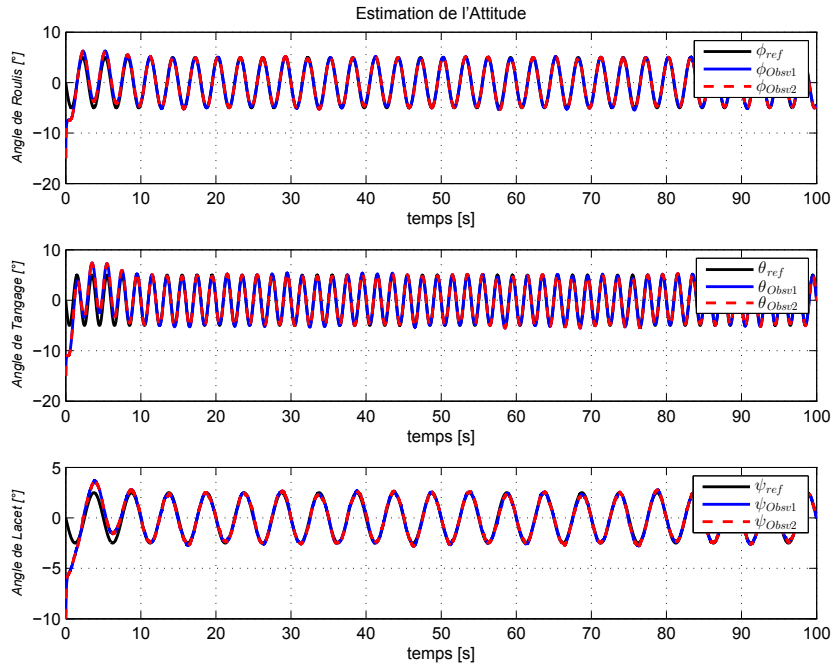 Estimation de l'Attitude
10
0
−10
−20
Angle de Roulis [°]
ϕref
ϕObsv1
ϕObsv2
0 10 20 30 40 50 60 70 80 90 100
temps [s]
10
0
−10
−20
Angle de Tangage [°]
θref
θObsv1
θObsv2
0 10 20 30 40 50 60 70 80 90 100
temps [s]
5
0
5
−10
Angle de Lacet [°]
ψref
ψObsv1
ψObsv2
0 10 20 30 40 50 60 70 80 90 100
temps [s]